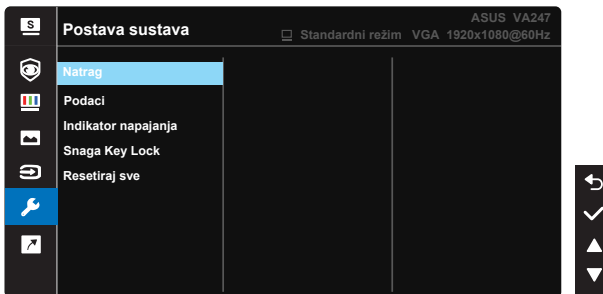 S
Postava sustava
ASUS VA247
Standardni režim VGA 1920x1080@60Hz
Natrag
Podaci
Indikator napajanja
Snaga Key Lock
Resetiraj sve